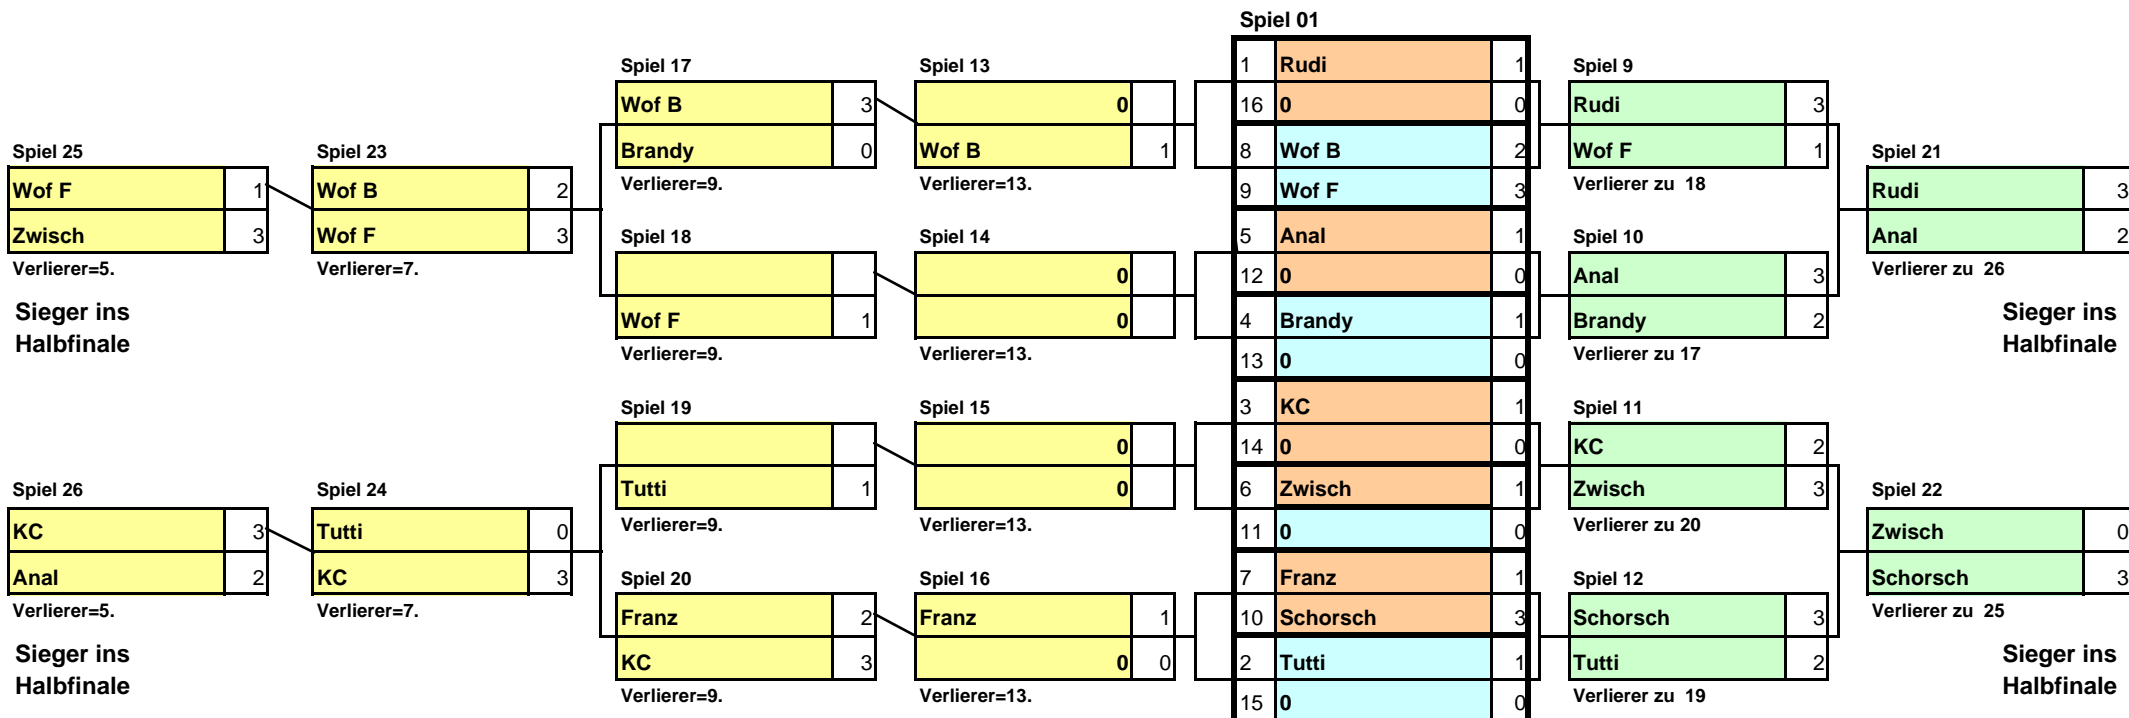 Spiel 01
Spiel 17 Spiel 13 1 Rudi 1 Spiel 9
Wof B 3 0 16 0 0 Rudi 3
Spiel 25 Spiel 23 Brandy 0 Wof B 1 8 Wof B 2 Wof F 1 Spiel 21
Wof F 1 Wof B 2 Verlierer=9. Verlierer=13. 9 Wof F 3 Verlierer zu 18 Rudi 3
Zwisch 3 Wof F 3 Spiel 18 Spiel 14 5 Anal 1 Spiel 10 Anal 2
Verlierer=5. Verlierer=7. 0 12 0 0 Anal 3 Verlierer zu 26
Sieger ins Wof F 1 0 4 Brandy 1 Brandy 2 Sieger ins
Halbfinale Verlierer=9. Verlierer=13. 13 0 0 Verlierer zu 17 Halbfinale
Spiel 19 Spiel 15 3 KC 1 Spiel 11
0 14 0 0 KC 2
Spiel 26 Spiel 24 Tutti 1 0 6 Zwisch 1 Zwisch 3 Spiel 22
KC 3 Tutti 0 Verlierer=9. Verlierer=13. 11 0 0 Verlierer zu 20 Zwisch 0
Anal 2 KC 3 Spiel 20 Spiel 16 7 Franz 1 Spiel 12 Schorsch 3
Verlierer=5. Verlierer=7. Franz 2 Franz 1 10 Schorsch 3 Schorsch 3 Verlierer zu 25
Sieger ins KC 3 0 0 2 Tutti 1 Tutti 2 Sieger ins
Halbfinale Verlierer=9. Verlierer=13. 15 0 0 Verlierer zu 19 Halbfinale